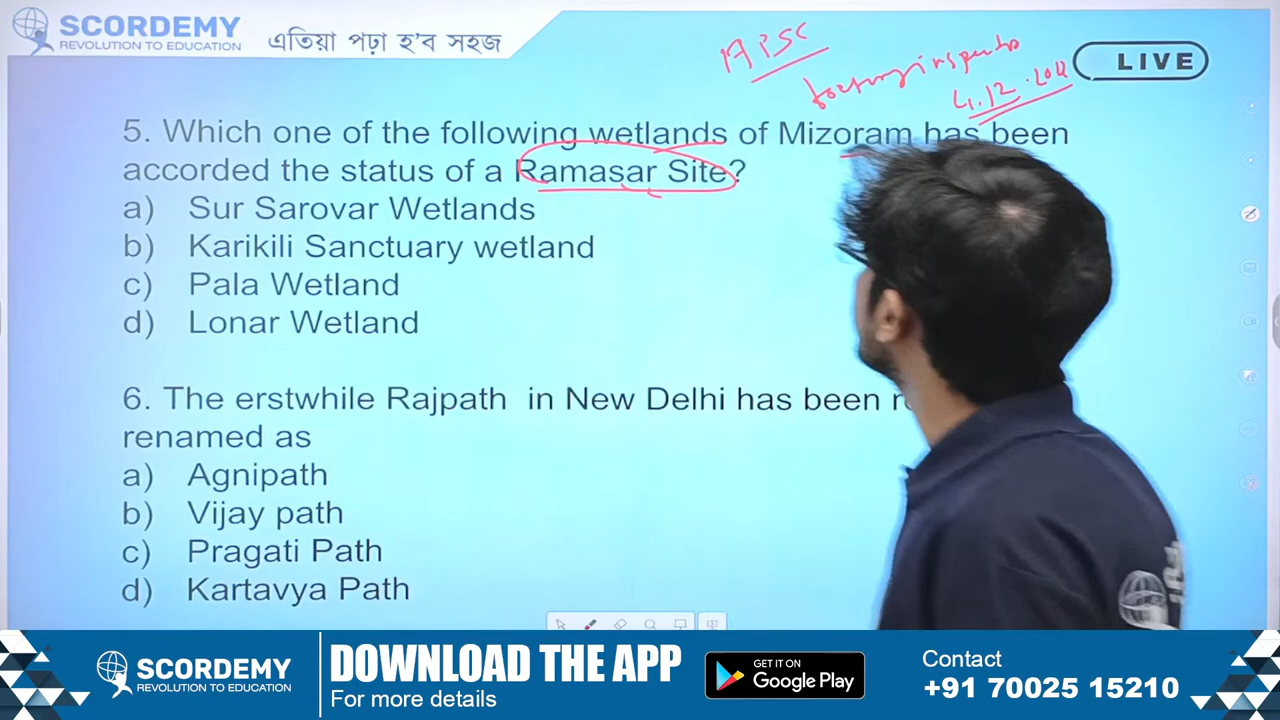 SCORDEMY
REVOLUTION TO EDUCATION
এতিয়া পঢ়া হ'ব সহজ
LIVE
5. Which one of the following wetlands of Mizoram has been
accorded the status of a Ramasar Site?
a) Sur Sarovar Wetlands
b) Karikili Sanctuary wetland
c) Pala Wetland
d) Lonar Wetland
6. The erstwhile Rajpath in New Delhi has been
renamed as
a) Agnipath
b) Vijay path
c) Pragati Path
d) Kartavya Path
SCORDEMY
REVOLUTION TO EDUCATION
DOWNLOAD THE APP
For more details
GET IT ON
Google Play
Contact
+91 70025 15210